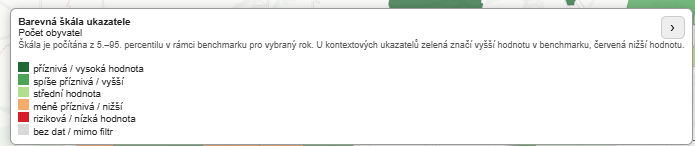 Barevná škála ukazatele
Počet obyvatel
Škála je počítána z 5.–95. percentilu v rámci benchmarku pro vybraný rok. U kontextových ukazatelů zelená značí vyšší hodnotu v benchmarku, červená nižší hodnotu.
›
příznivá / vysoká hodnota
spíše příznivá / vyšší
střední hodnota
méně příznivá / nižší
riziková / nízká hodnota
bez dat / mimo filtr